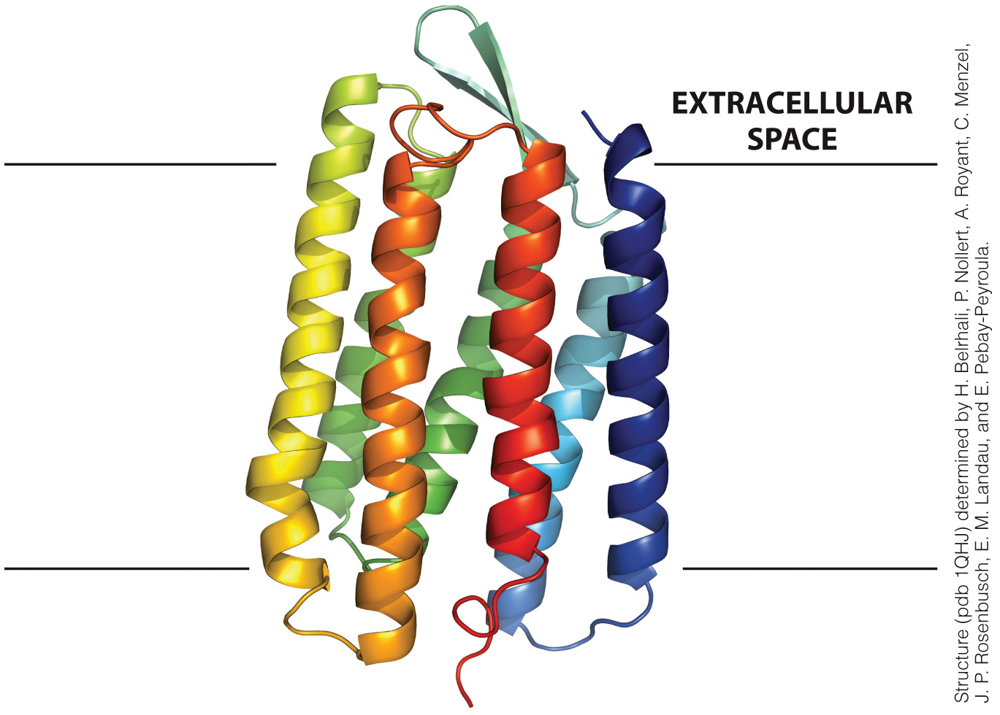 EXTRACELLULAR
SPACE
Structure (pdb 1QHJ) determined by H. Belrhali, P. Nollert, A. Royant, C. Menzel,
J. P. Rosenbusch, E. M. Landau, and E. Pebay-Peyroula.